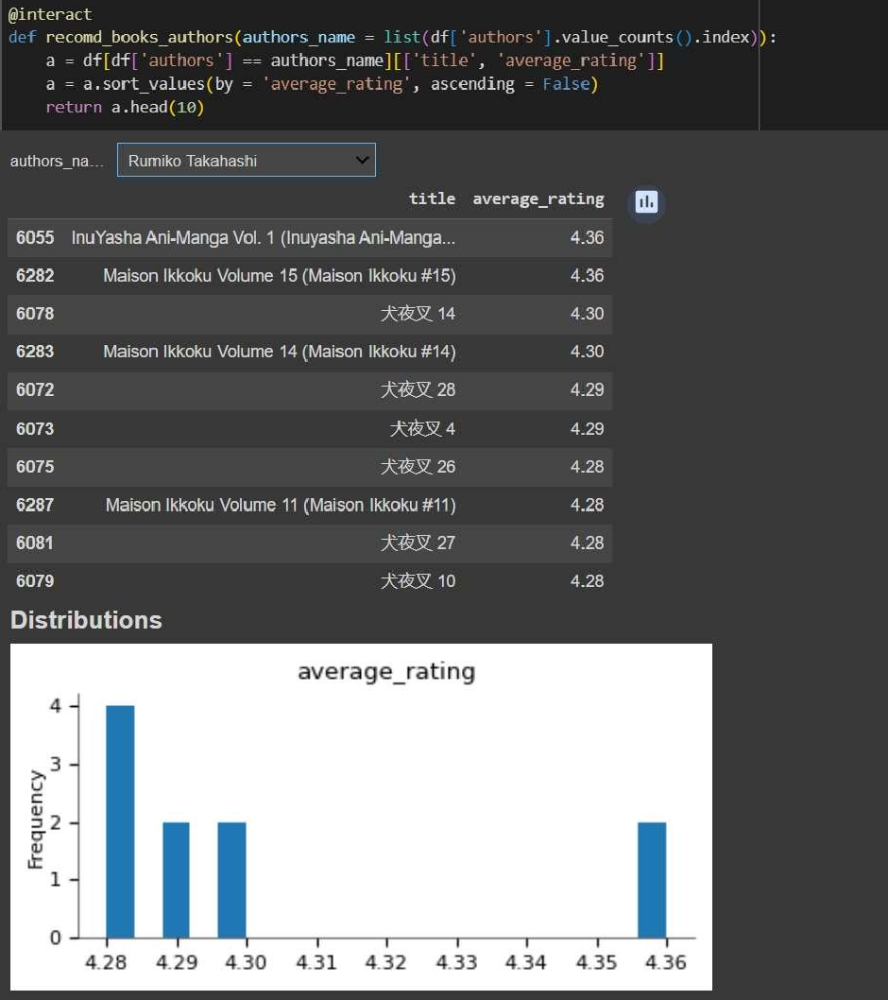 @interact
def recomd_books_authors(authors_name = list(df['authors'].value_counts().index)):
    a = df[df['authors'] == authors_name][['title', 'average_rating']]
    a = a.sort_values(by = 'average_rating', ascending = False)
    return a.head(10)
authors_na... Rumiko Takahashi
title average_rating
6055 InuYasha Ani-Manga Vol. 1 (Inuyasha Ani-Manga... 4.36
6282 Maison Ikkoku Volume 15 (Maison Ikkoku #15) 4.36
6078 犬夜叉 14 4.30
6283 Maison Ikkoku Volume 14 (Maison Ikkoku #14) 4.30
6072 犬夜叉 28 4.29
6073 犬夜叉 4 4.29
6075 犬夜叉 26 4.28
6287 Maison Ikkoku Volume 11 (Maison Ikkoku #11) 4.28
6081 犬夜叉 27 4.28
6079 犬夜叉 10 4.28
Distributions
average_rating
Frequency
4
3
2
1
0
4.28 4.29 4.30 4.31 4.32 4.33 4.34 4.35 4.36